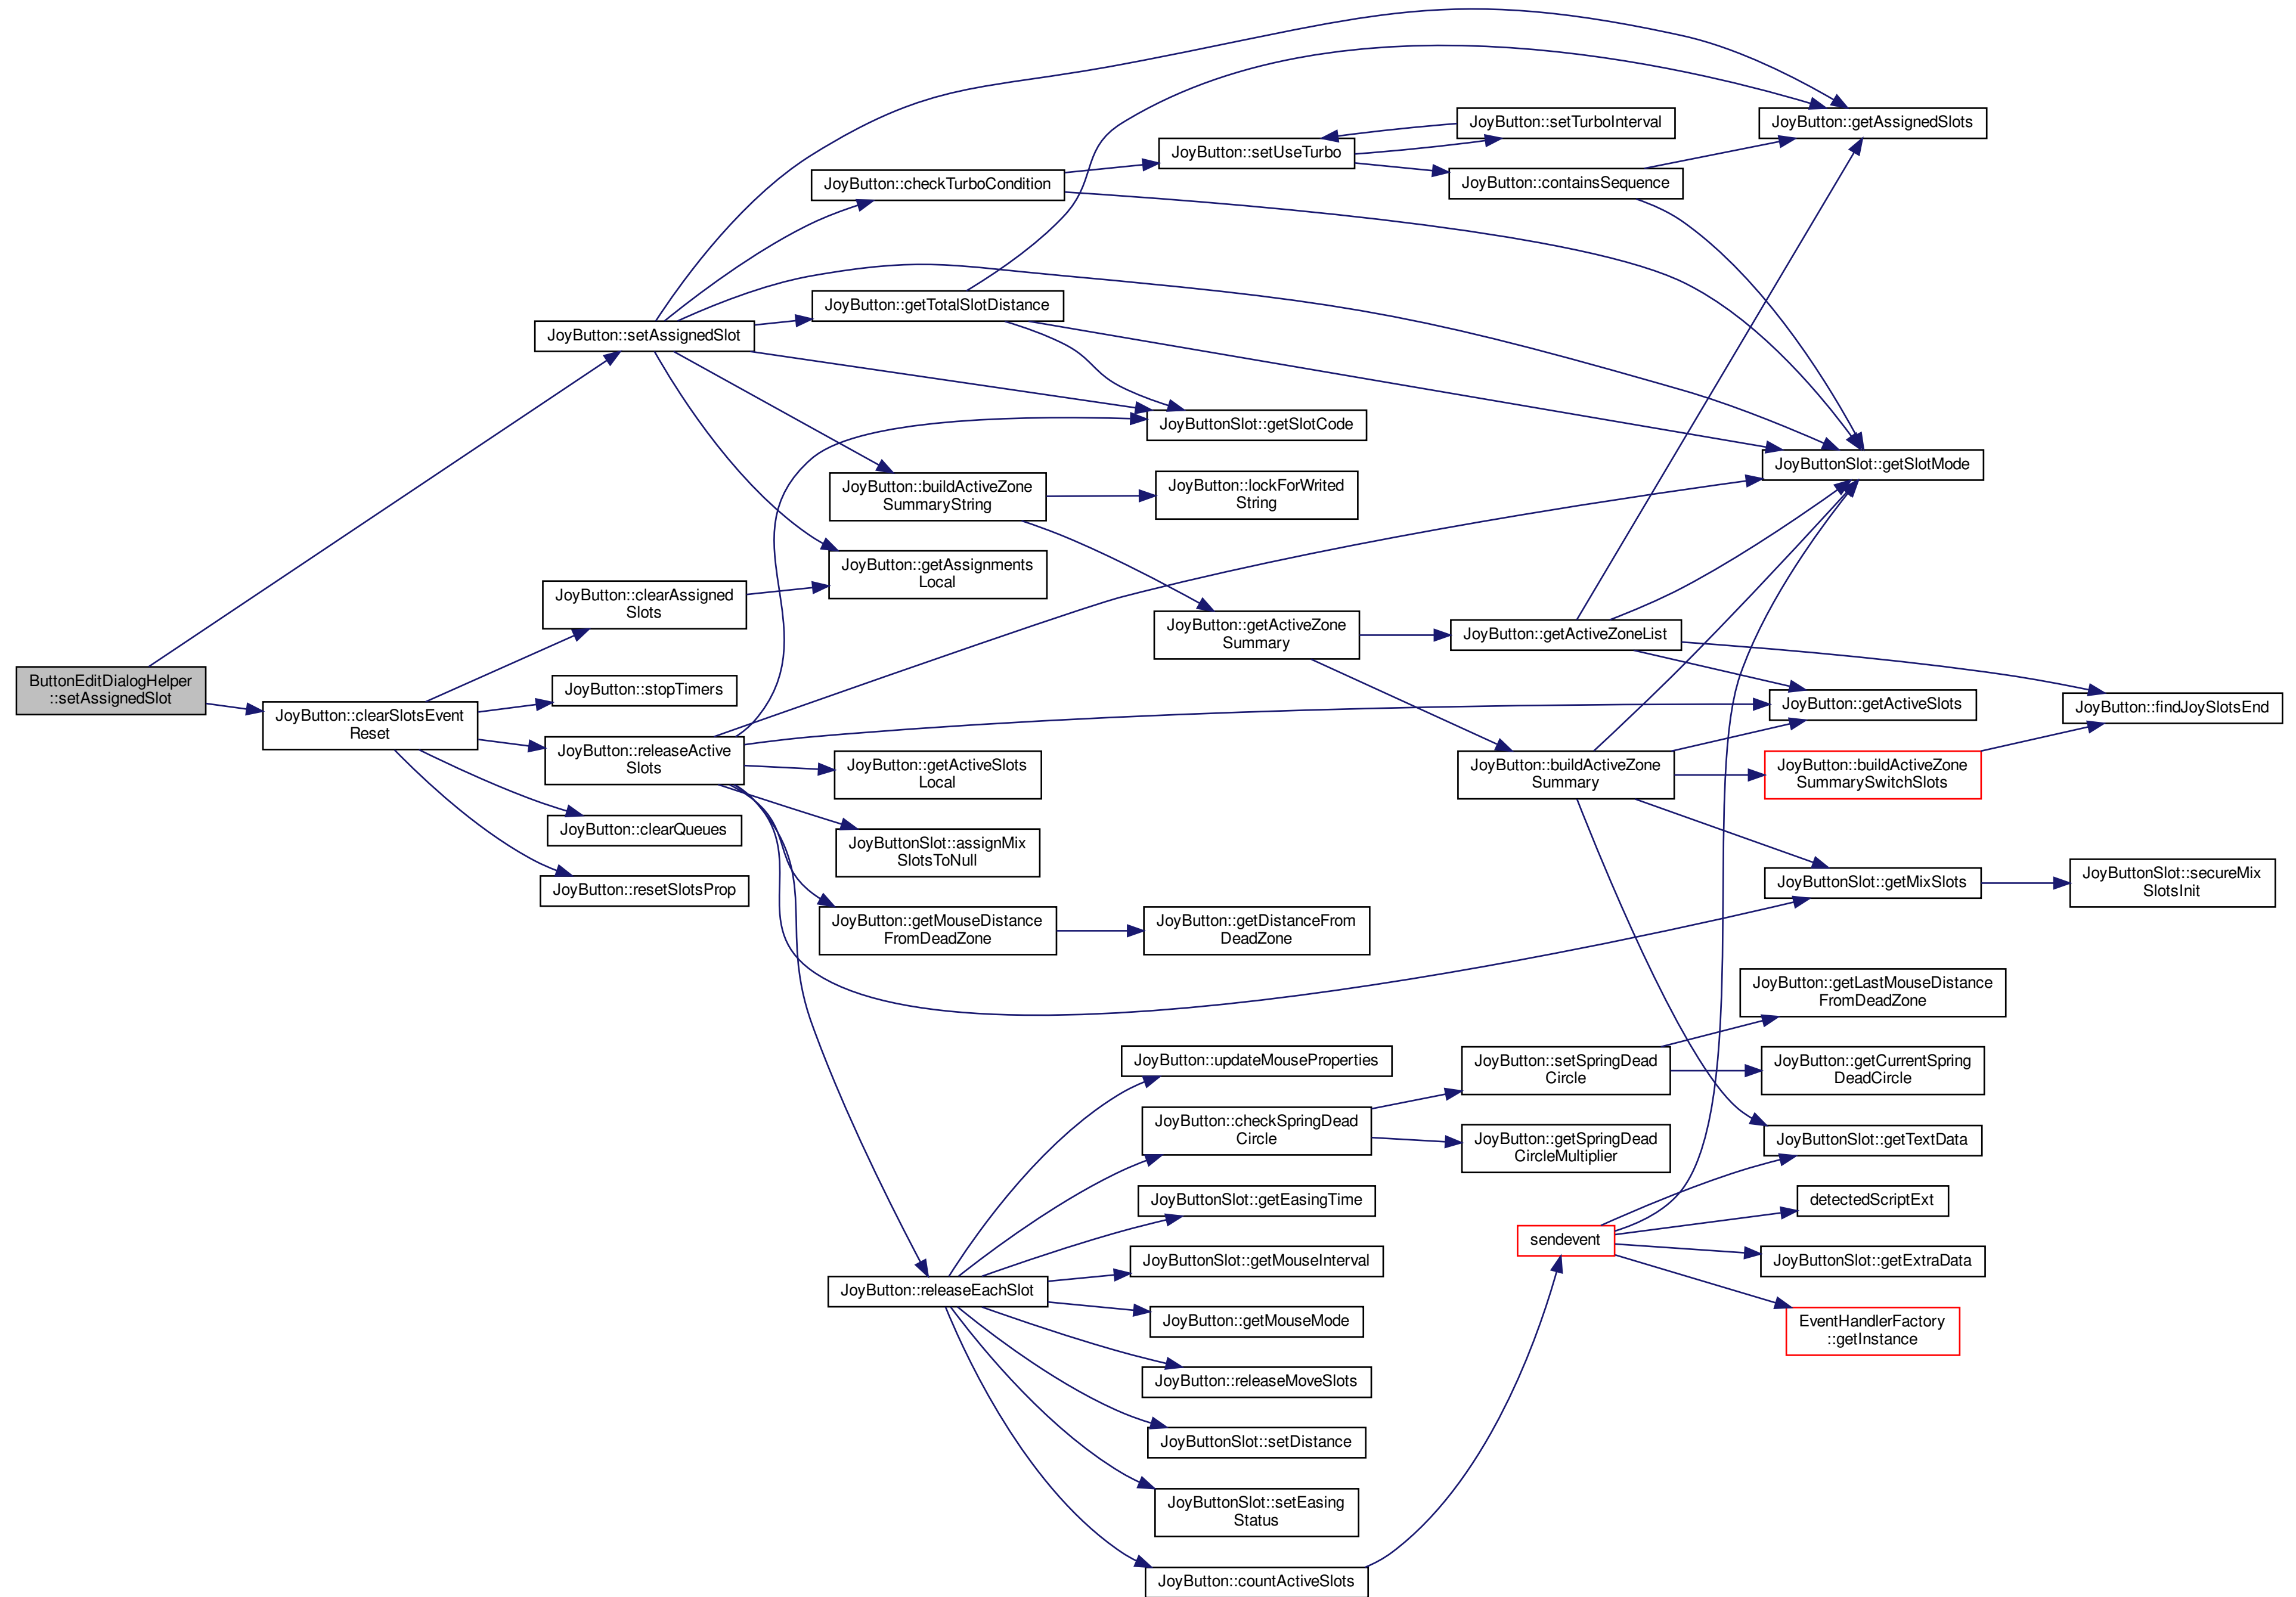 ButtonEditDialogHelper
::setAssignedSlot
JoyButton::setAssignedSlot
JoyButton::clearSlotsEvent
Reset
JoyButton::clearAssigned
Slots
JoyButton::stopTimers
JoyButton::releaseActive
Slots
JoyButton::clearQueues
JoyButton::resetSlotsProp
JoyButton::checkTurboCondition
JoyButton::getTotalSlotDistance
JoyButton::buildActiveZone
SummaryString
JoyButton::getAssignments
Local
JoyButton::getActiveSlots
Local
JoyButtonSlot::assignMix
SlotsToNull
JoyButton::getMouseDistance
FromDeadZone
JoyButton::releaseEachSlot
JoyButton::setUseTurbo
JoyButtonSlot::getSlotCode
JoyButton::lockForWrited
String
JoyButton::getActiveZone
Summary
JoyButton::getDistanceFrom
DeadZone
JoyButton::updateMouseProperties
JoyButton::checkSpringDead
Circle
JoyButtonSlot::getEasingTime
JoyButtonSlot::getMouseInterval
JoyButton::getMouseMode
JoyButton::releaseMoveSlots
JoyButtonSlot::setDistance
JoyButtonSlot::setEasing
Status
JoyButton::countActiveSlots
JoyButton::setTurboInterval
JoyButton::containsSequence
JoyButton::getActiveZoneList
JoyButton::buildActiveZone
Summary
JoyButton::setSpringDead
Circle
JoyButton::getSpringDead
CircleMultiplier
sendevent
JoyButton::getAssignedSlots
JoyButtonSlot::getSlotMode
JoyButton::getActiveSlots
JoyButton::buildActiveZone
SummarySwitchSlots
JoyButtonSlot::getMixSlots
JoyButton::getLastMouseDistance
FromDeadZone
JoyButton::getCurrentSpring
DeadCircle
JoyButtonSlot::getTextData
detectedScriptExt
JoyButtonSlot::getExtraData
EventHandlerFactory
::getInstance
JoyButton::findJoySlotsEnd
JoyButtonSlot::secureMix
SlotsInit